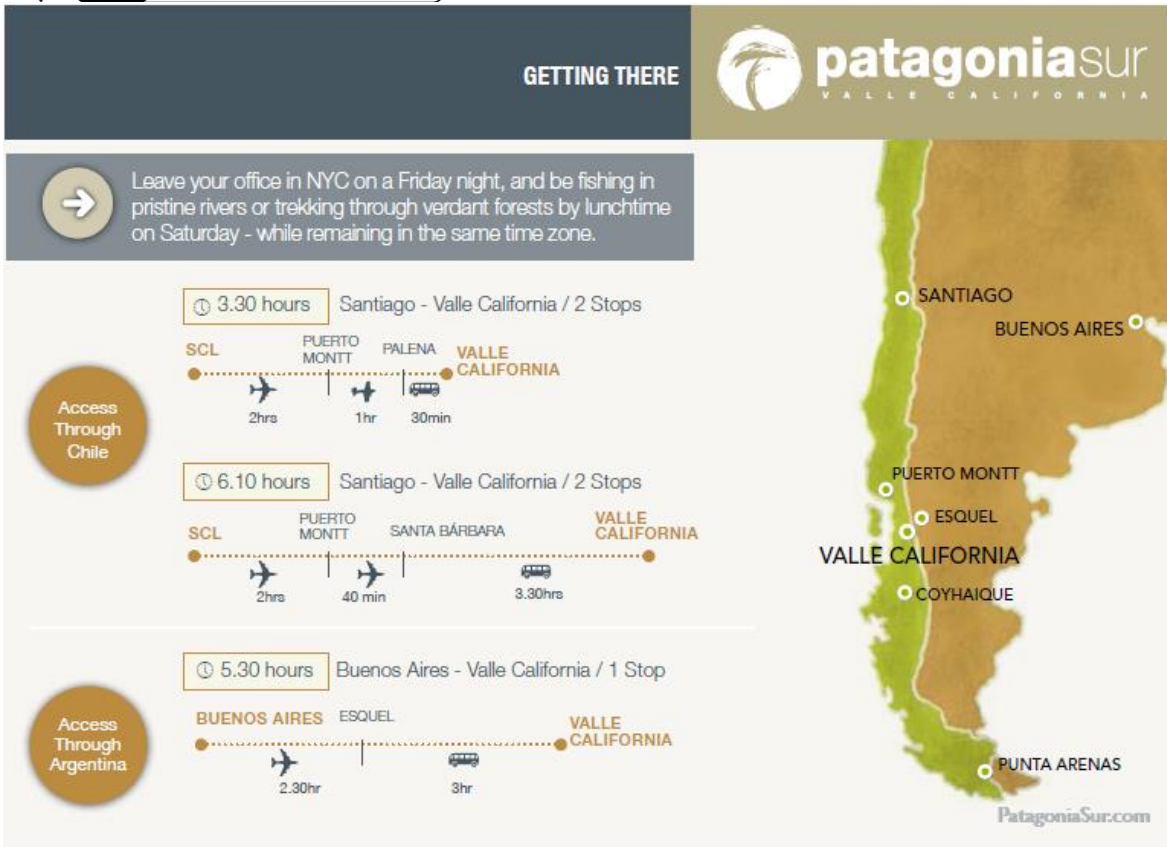 GETTING THERE
patagoniasur
VALLE CALIFORNIA
Leave your office in NYC on a Friday night, and be fishing in
pristine rivers or trekking through verdant forests by lunchtime
on Saturday - while remaining in the same time zone.
Access
Through
Chile
3.30 hours Santiago - Valle California / 2 Stops
SCL
PUERTO
MONTT
PALENA
VALLE
CALIFORNIA
2hrs 1hr 30min
6.10 hours Santiago - Valle California / 2 Stops
SCL
PUERTO
MONTT
SANTA BÁRBARA
VALLE
CALIFORNIA
2hrs 40 min 3.30hrs
Access
Through
Argentina
5.30 hours Buenos Aires - Valle California / 1 Stop
BUENOS AIRES ESQUEL
VALLE
CALIFORNIA
2.30hr 3hr
SANTIAGO
BUENOS AIRES
PUERTO MONTT
ESQUEL
VALLE CALIFORNIA
COYHAIQUE
PUNTA ARENAS
PatagoniaSur.com